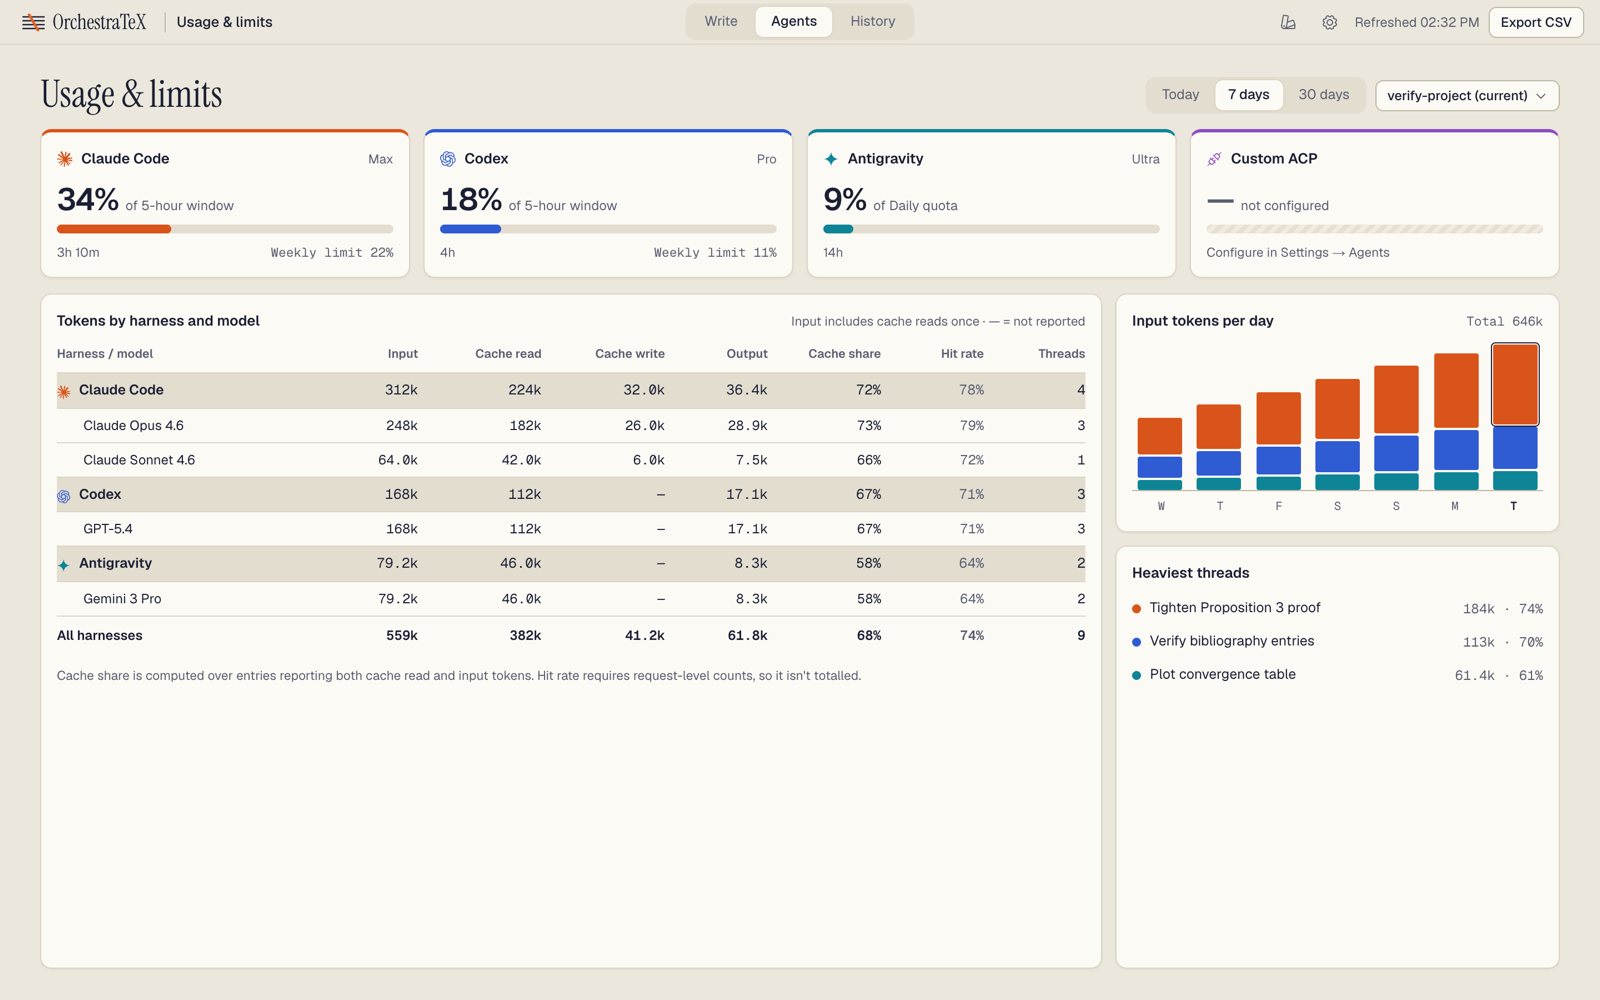 OrchestraTeX Usage & limits Write Agents History Refreshed 02:32 PM Export CSV
Usage & limits Today 7 days 30 days verify-project (current)
Claude Code Max
34% of 5-hour window
3h 10m Weekly limit 22%
Codex Pro
18% of 5-hour window
4h Weekly limit 11%
Antigravity Ultra
9% of Daily quota
14h
Custom ACP
— not configured
Configure in Settings → Agents
Tokens by harness and model Input includes cache reads once · — = not reported
Harness / model Input Cache read Cache write Output Cache share Hit rate Threads
Claude Code 312k 224k 32.0k 36.4k 72% 78% 4
Claude Opus 4.6 248k 182k 26.0k 28.9k 73% 79% 3
Claude Sonnet 4.6 64.0k 42.0k 6.0k 7.5k 66% 72% 1
Codex 168k 112k — 17.1k 67% 71% 3
GPT-5.4 168k 112k — 17.1k 67% 71% 3
Antigravity 79.2k 46.0k — 8.3k 58% 64% 2
Gemini 3 Pro 79.2k 46.0k — 8.3k 58% 64% 2
All harnesses 559k 382k 41.2k 61.8k 68% 74% 9
Cache share is computed over entries reporting both cache read and input tokens. Hit rate requires request-level counts, so it isn't totalled.
Input tokens per day Total 646k
W T F S S M T
Heaviest threads
Tighten Proposition 3 proof 184k · 74%
Verify bibliography entries 113k · 70%
Plot convergence table 61.4k · 61%